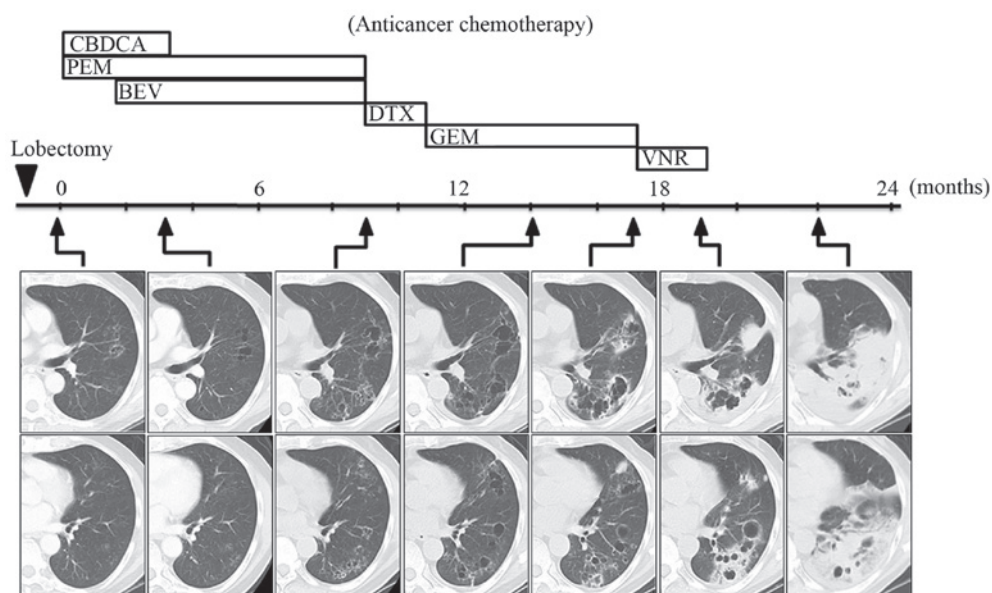 (Anticancer chemotherapy)
CBDCA
PEM
BEV
DTX
GEM
VNR
Lobectomy
0 6 12 18 24 (months)